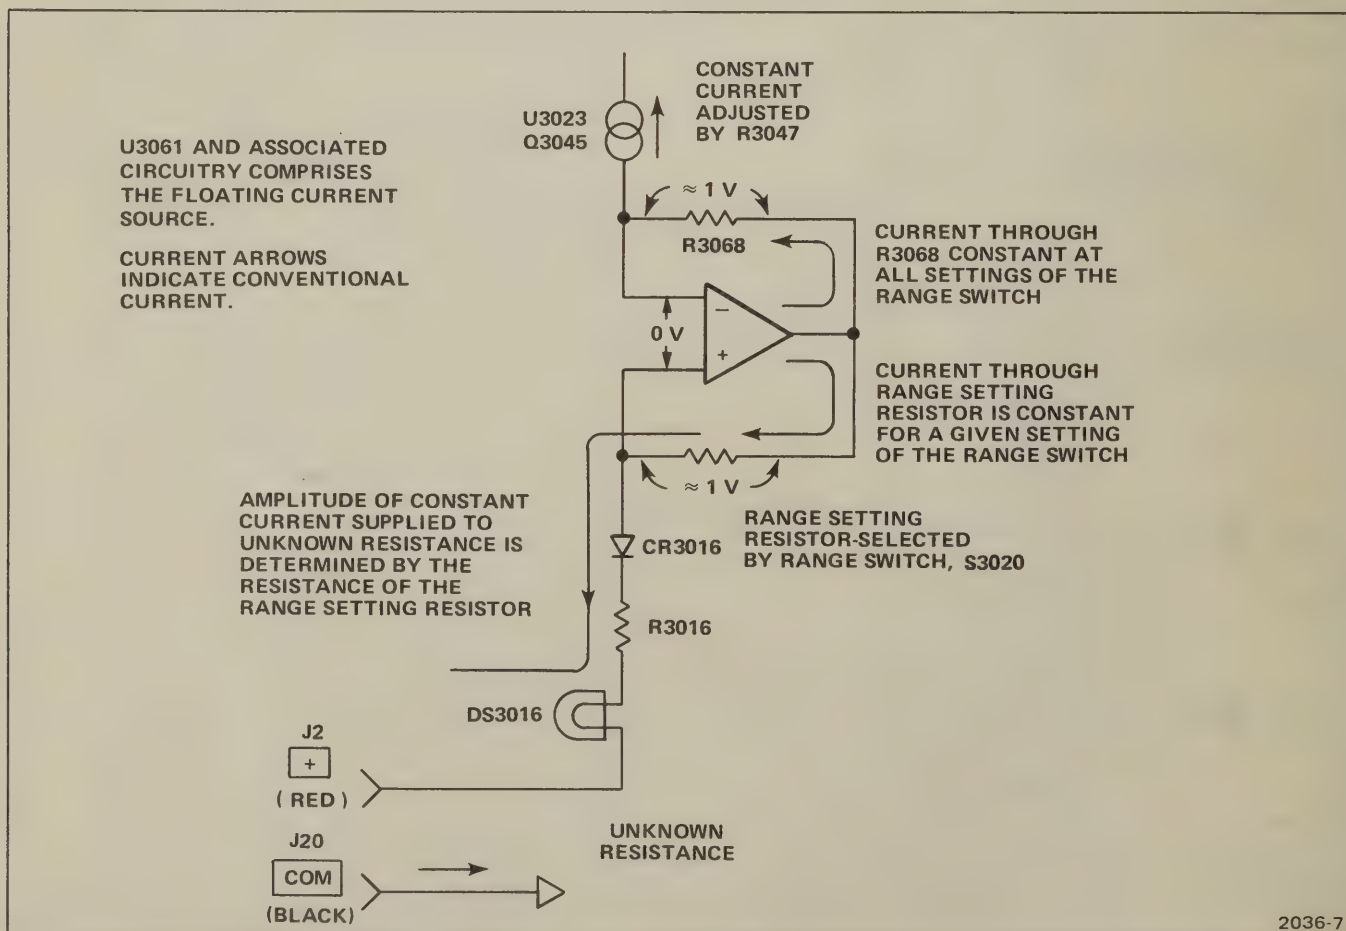 CONSTANT
CURRENT
ADJUSTED
BY R3047
U3023
Q3045
U3061 AND ASSOCIATED
CIRCUITRY COMPRISES
THE FLOATING CURRENT
SOURCE.
CURRENT ARROWS
INDICATE CONVENTIONAL
CURRENT.
≈ 1 V
R3068
CURRENT THROUGH
R3068 CONSTANT AT
ALL SETTINGS OF THE
RANGE SWITCH
−
0 V
+
CURRENT THROUGH
RANGE SETTING
RESISTOR IS CONSTANT
FOR A GIVEN SETTING
OF THE RANGE SWITCH
≈ 1 V
AMPLITUDE OF CONSTANT
CURRENT SUPPLIED TO
UNKNOWN RESISTANCE IS
DETERMINED BY THE
RESISTANCE OF THE
RANGE SETTING RESISTOR
RANGE SETTING
RESISTOR-SELECTED
BY RANGE SWITCH, S3020
CR3016
R3016
DS3016
J2
+
( RED )
J20
COM
(BLACK)
UNKNOWN
RESISTANCE
2036-7